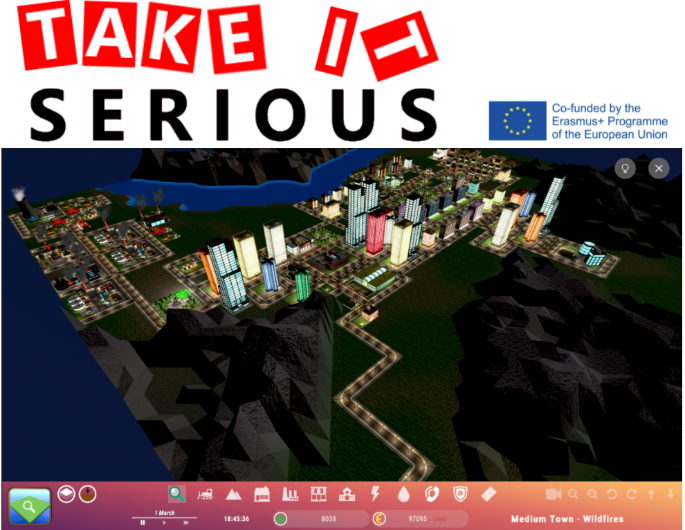 TAKE IT
SERIOUS
Co-funded by the
Erasmus+ Programme
of the European Union
1 March
18:45:36
8038
97095
Medium Town - Wildfires